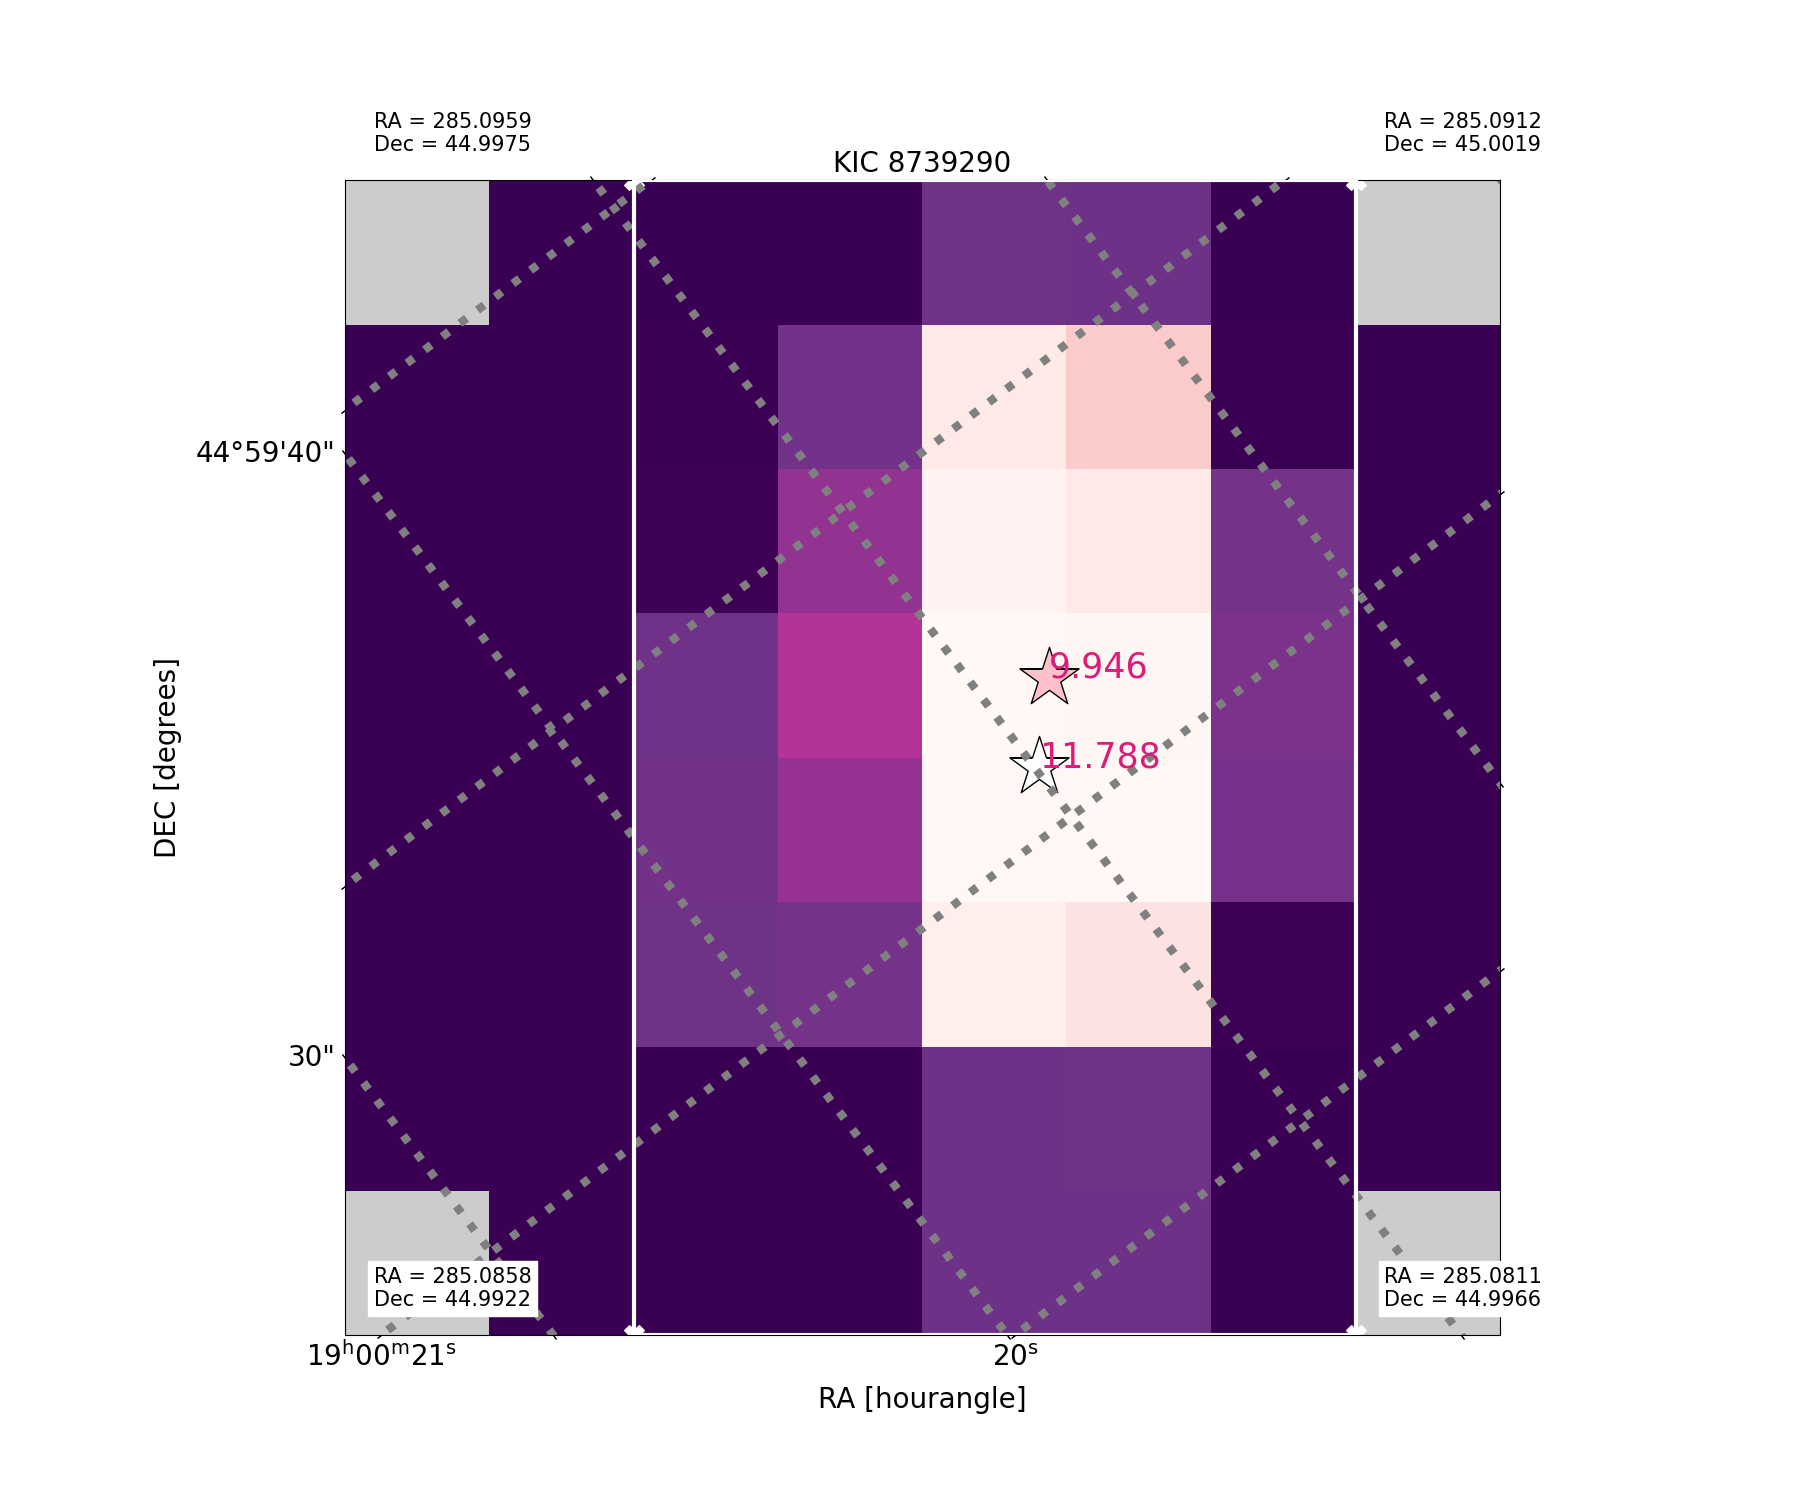 RA = 285.0959
Dec = 44.9975
RA = 285.0912
Dec = 45.0019
KIC 8739290
44°59'40"
9.946
DEC [degrees]
11.788
30"
RA = 285.0858
Dec = 44.9922
RA = 285.0811
Dec = 44.9966
19ʰ00ᵐ21ˢ
20ˢ
RA [hourangle]